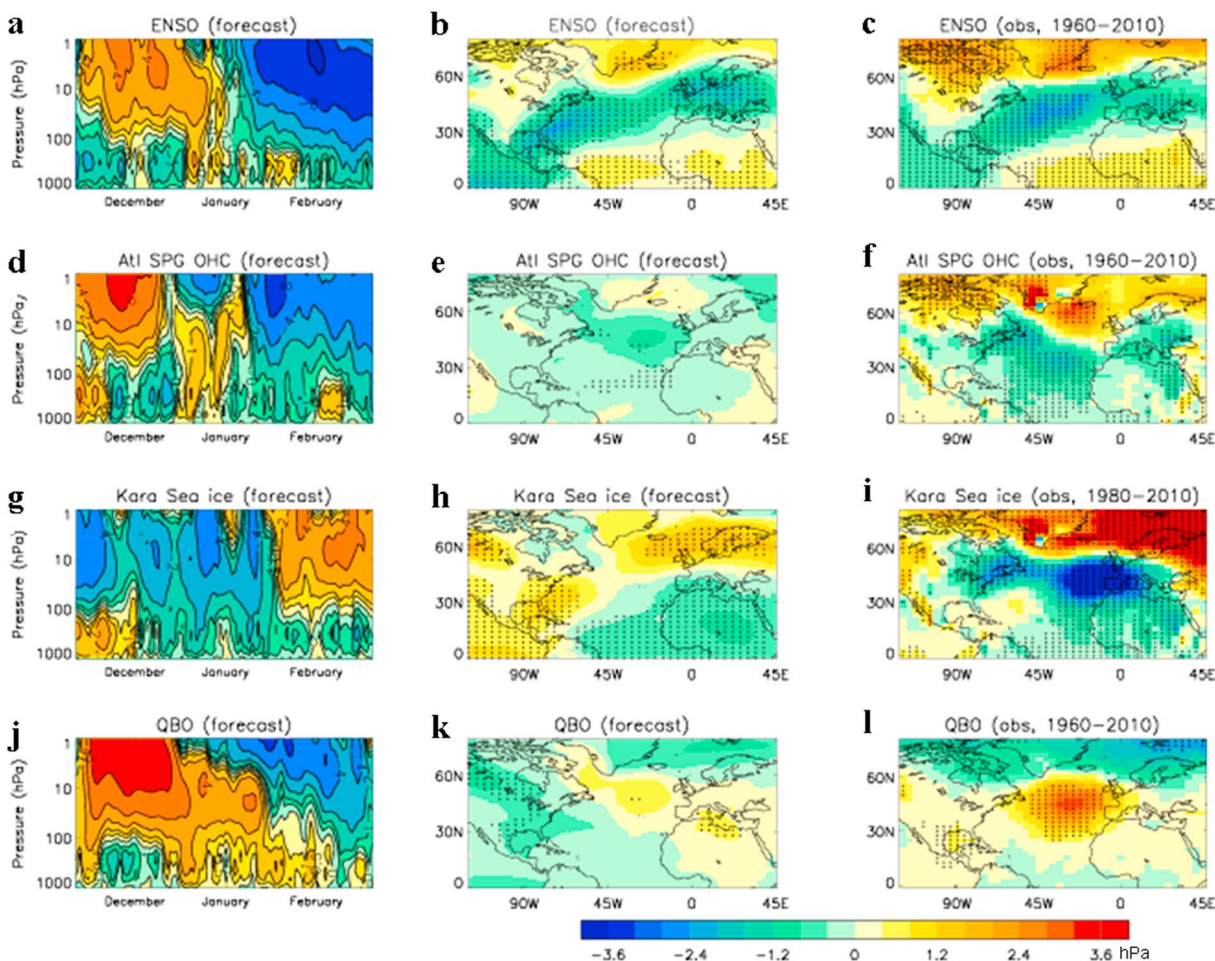 a ENSO (forecast) b ENSO (forecast) c ENSO (obs, 1960-2010)
Pressure (hPa) 1 10 100 1000
60N 30N 0
60N 30N 0
December January February 90W 45W 0 45E 90W 45W 0 45E
d Atl SPG OHC (forecast) e Atl SPG OHC (forecast) f Atl SPG OHC (obs, 1960-2010)
Pressure (hPa) 1 10 100 1000
60N 30N 0
60N 30N 0
December January February 90W 45W 0 45E 90W 45W 0 45E
g Kara Sea ice (forecast) h Kara Sea ice (forecast) i Kara Sea ice (obs, 1980-2010)
Pressure (hPa) 1 10 100 1000
60N 30N 0
60N 30N 0
December January February 90W 45W 0 45E 90W 45W 0 45E
j QBO (forecast) k QBO (forecast) l QBO (obs, 1960-2010)
Pressure (hPa) 1 10 100 1000
60N 30N 0
60N 30N 0
December January February 90W 45W 0 45E 90W 45W 0 45E
-3.6 -2.4 -1.2 0 1.2 2.4 3.6 hPa